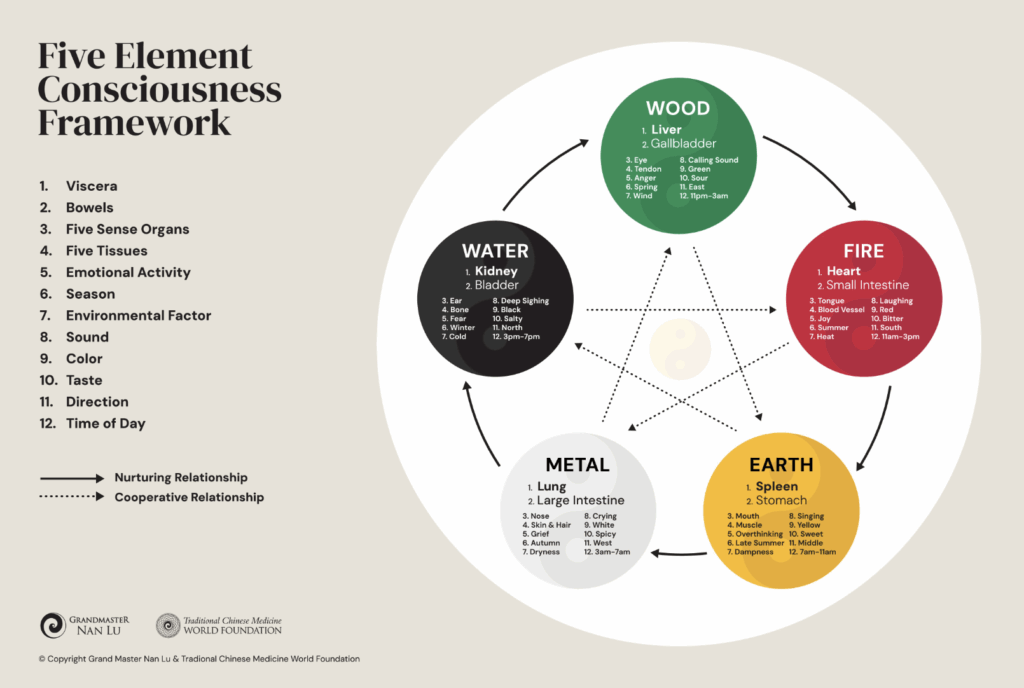 Five Element
Consciousness
Framework
1. Viscera
2. Bowels
3. Five Sense Organs
4. Five Tissues
5. Emotional Activity
6. Season
7. Environmental Factor
8. Sound
9. Color
10. Taste
11. Direction
12. Time of Day
Nurturing Relationship
Cooperative Relationship
WOOD
1. Liver
2. Gallbladder
3. Eye
4. Tendon
5. Anger
6. Spring
7. Wind
8. Calling Sound
9. Green
10. Sour
11. East
12. 11pm–3am
FIRE
1. Heart
2. Small Intestine
3. Tongue
4. Blood Vessel
5. Joy
6. Summer
7. Heat
8. Laughing
9. Red
10. Bitter
11. South
12. 11am–3pm
EARTH
1. Spleen
2. Stomach
3. Mouth
4. Muscle
5. Overthinking
6. Late Summer
7. Dampness
8. Singing
9. Yellow
10. Sweet
11. Middle
12. 7am–11am
METAL
1. Lung
2. Large Intestine
3. Nose
4. Skin & Hair
5. Grief
6. Autumn
7. Dryness
8. Crying
9. White
10. Spicy
11. West
12. 3am–7am
WATER
1. Kidney
2. Bladder
3. Ear
4. Bone
5. Fear
6. Winter
7. Cold
8. Deep Sighing
9. Black
10. Salty
11. North
12. 3pm–7pm
GRANDMASTER
NAN LU
Traditional Chinese Medicine
WORLD FOUNDATION
© Copyright Grand Master Nan Lu & Tradional Chinese Medicine World Foundation